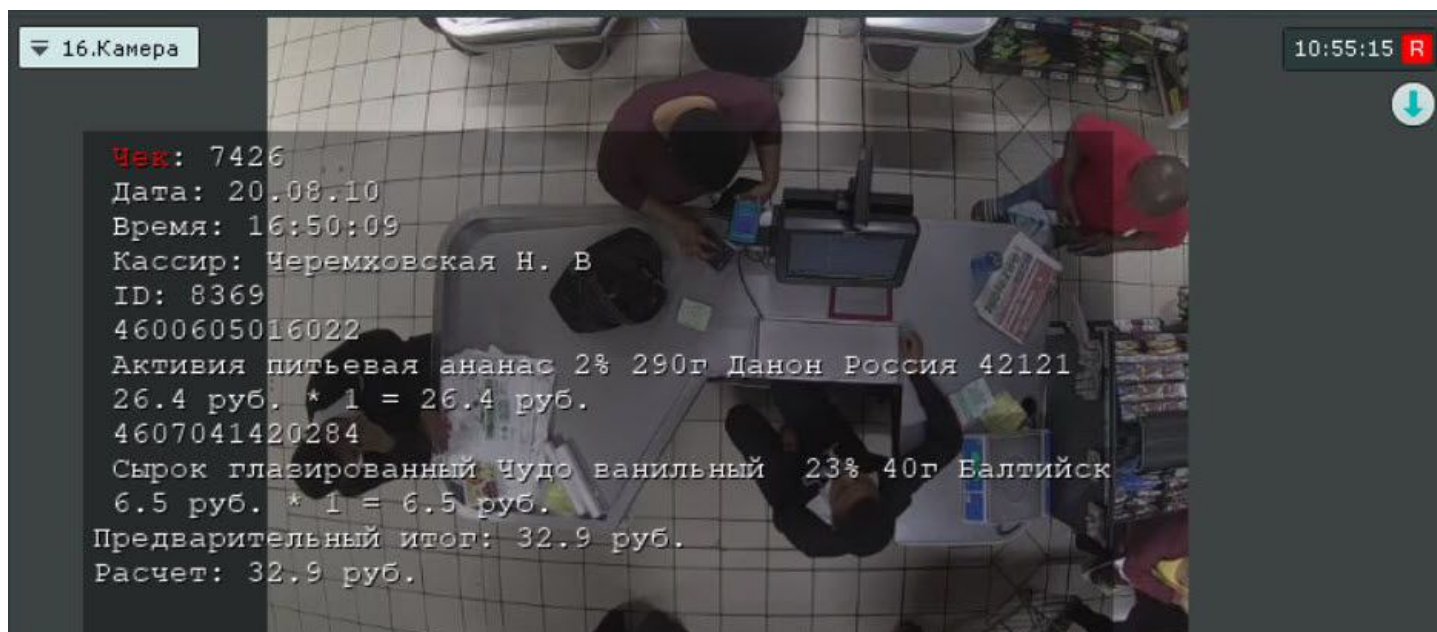 16.Камера
10:55:15 R
Чек: 7426
Дата: 20.08.10
Время: 16:50:09
Кассир: Черемховская Н. В
ID: 8369
4600605016022
Активия питьевая ананас 2% 290г Данон Россия 42121
26.4 руб. * 1 = 26.4 руб.
4607041420284
Сырок глазированный Чудо ванильный  23% 40г Балтийск
6.5 руб. * 1 = 6.5 руб.
Предварительный итог: 32.9 руб.
Расчет: 32.9 руб.